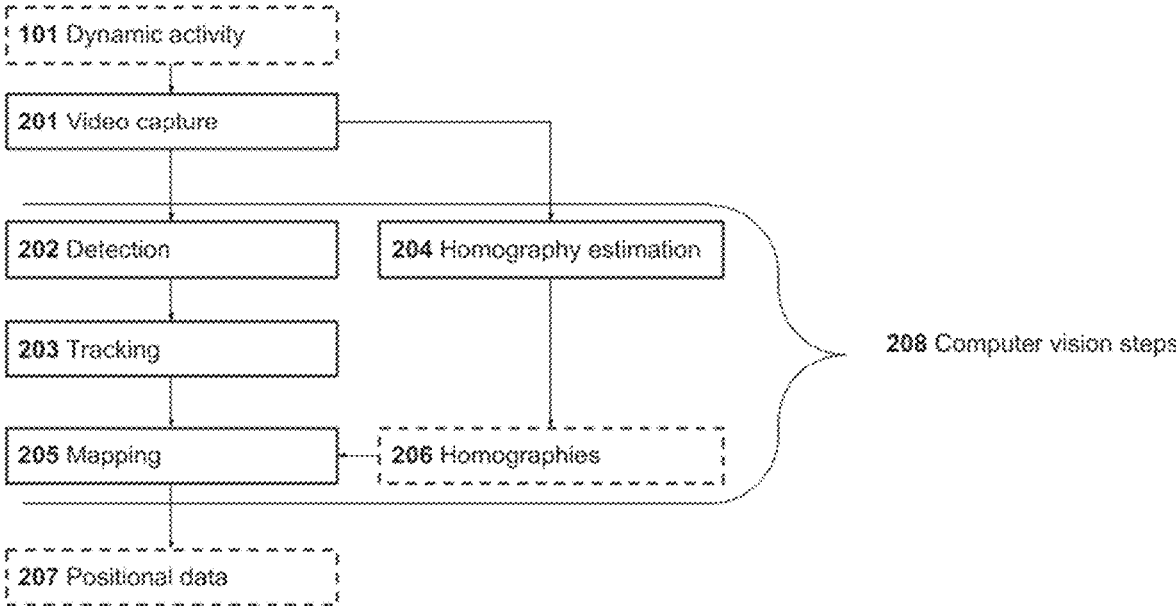 101 Dynamic activity
201 Video capture
202 Detection
204 Homography estimation
203 Tracking
208 Computer vision steps
205 Mapping
206 Homographies
207 Positional data